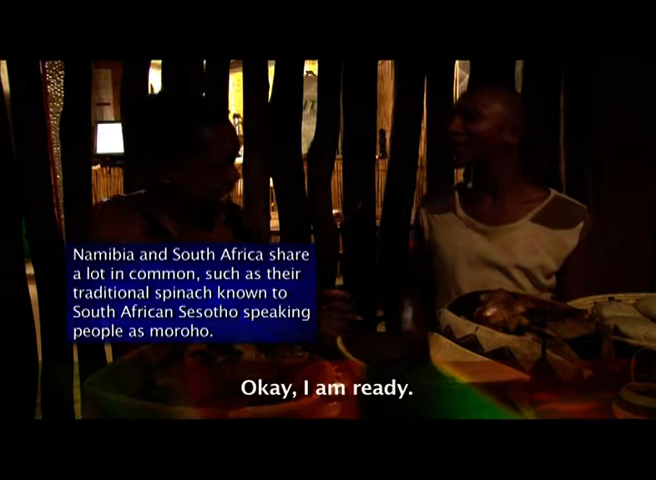 Namibia and South Africa share
a lot in common, such as their
traditional spinach known to
South African Sesotho speaking
people as moroho.
Okay, I am ready.